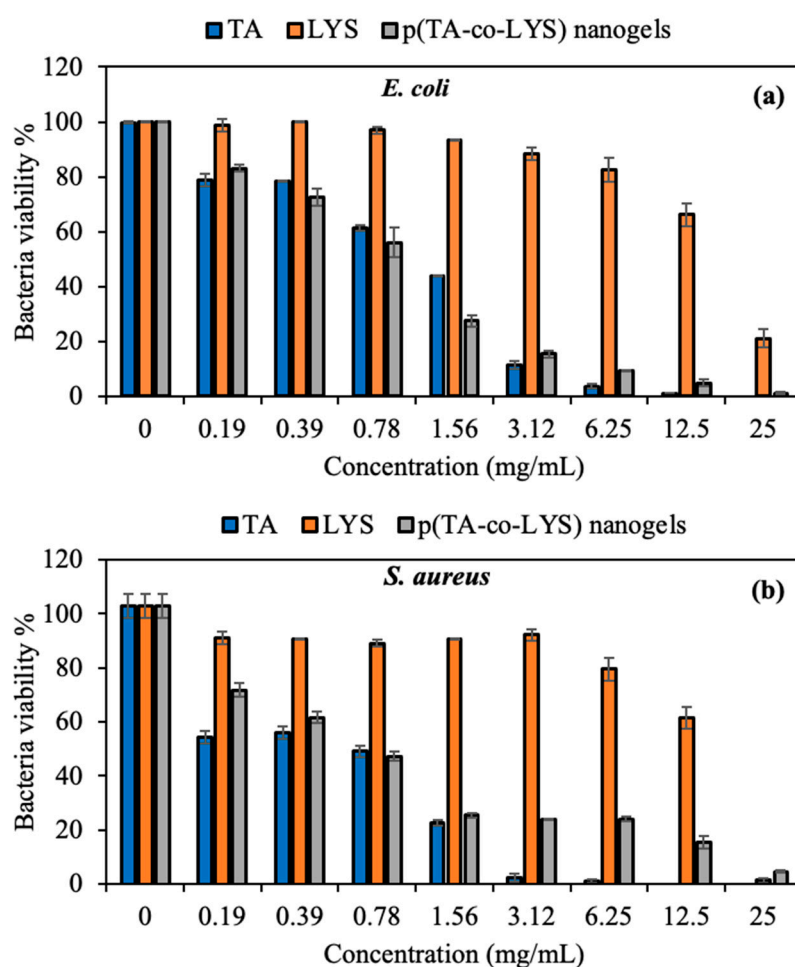 TA LYS p(TA-co-LYS) nanogels
120
100
80
60
40
20
0
Bacteria viability %
E. coli
(a)
0 0.19 0.39 0.78 1.56 3.12 6.25 12.5 25
Concentration (mg/mL)
TA LYS p(TA-co-LYS) nanogels
120
100
80
60
40
20
0
Bacteria viability %
S. aureus
(b)
0 0.19 0.39 0.78 1.56 3.12 6.25 12.5 25
Concentration (mg/mL)